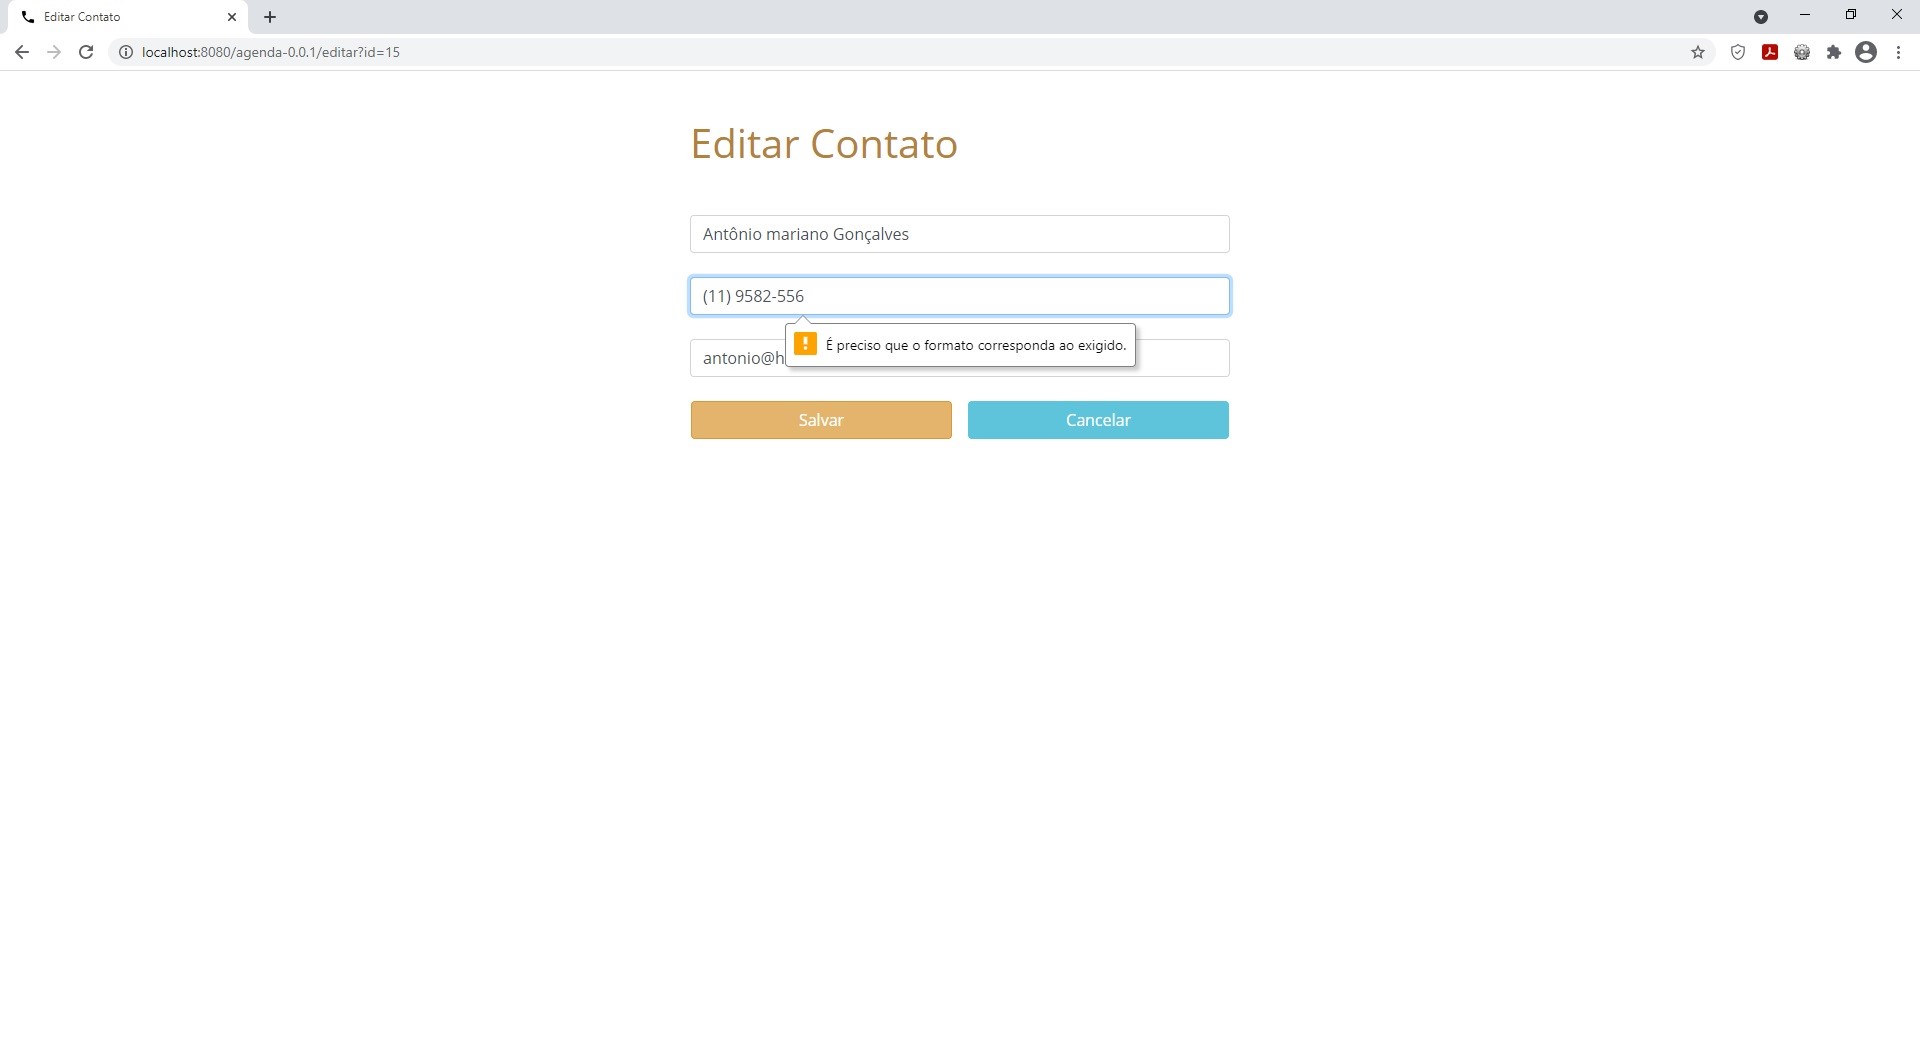 Editar Contato
localhost:8080/agenda-0.0.1/editar?id=15
Editar Contato
Antônio mariano Gonçalves
(11) 9582-556
É preciso que o formato corresponda ao exigido.
antonio@h
Salvar
Cancelar